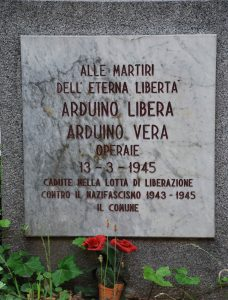 ALLE MARTIRI
DELL'ETERNA LIBERTA'
ARDUINO LIBERA
ARDUINO VERA
OPERAIE
13-3-1945
CADUTE NELLA LOTTA DI LIBERAZIONE
CONTRO IL NAZIFASCISMO 1943-1945
IL COMUNE